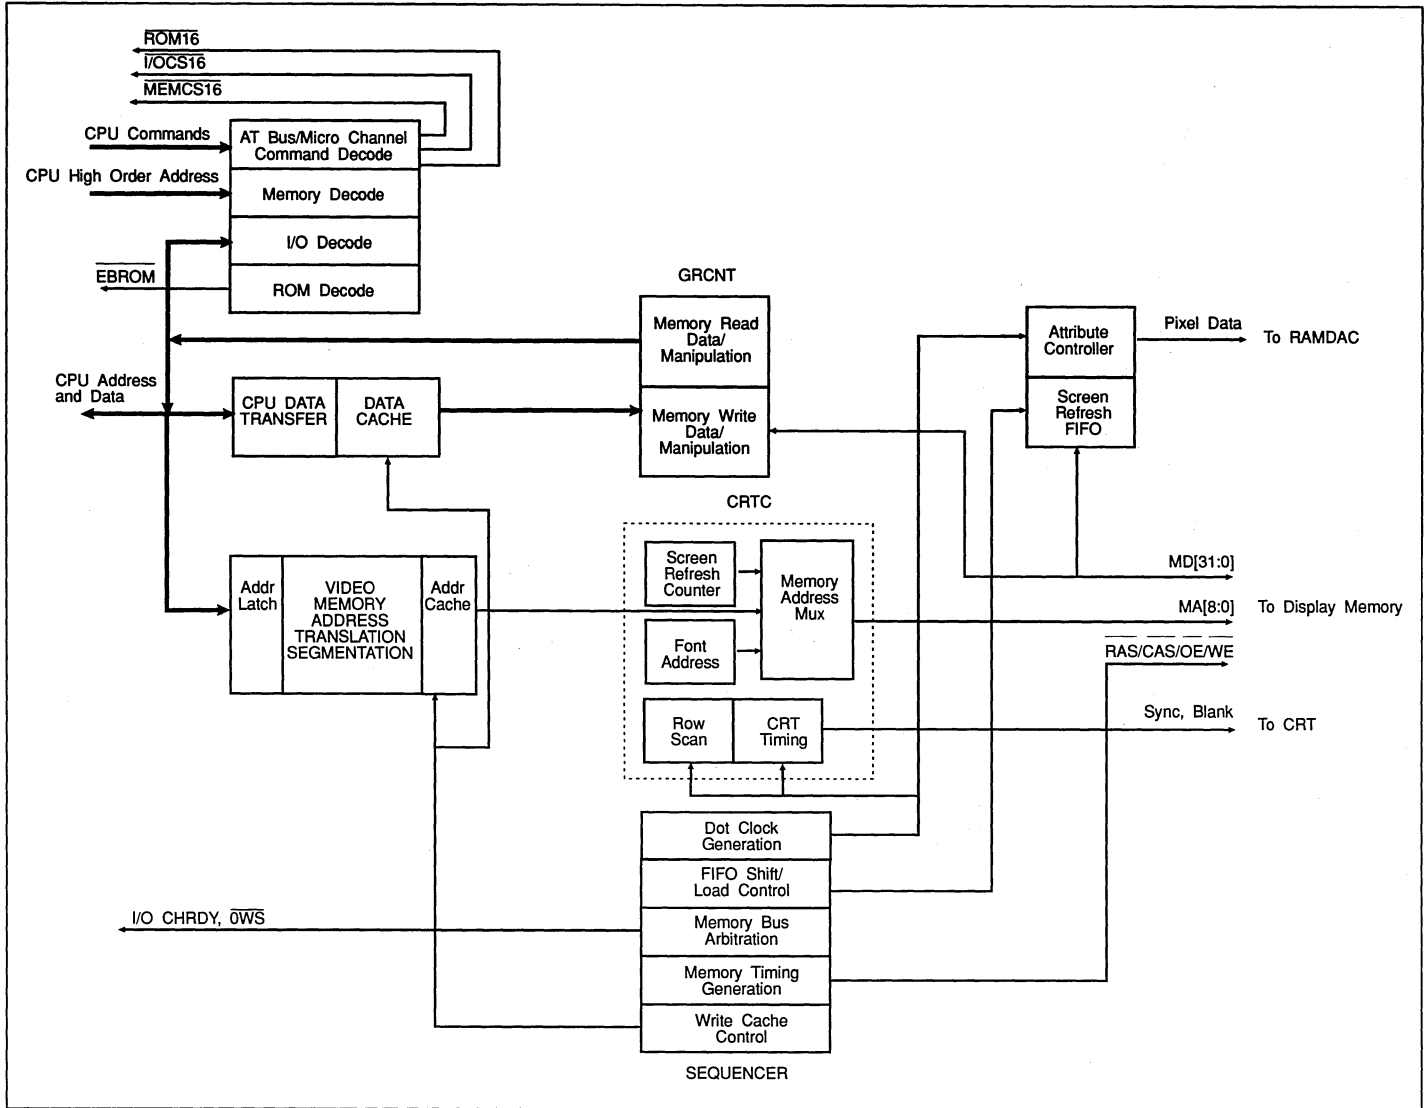 ROM16
I/OCS16
MEMCS16
CPU Commands
AT Bus/Micro Channel
Command Decode
CPU High Order Address
Memory Decode
I/O Decode
EBROM
ROM Decode
GRCNT
Memory Read
Data/
Manipulation
Attribute
Controller
Pixel Data
To RAMDAC
CPU Address
and Data
CPU DATA
TRANSFER
DATA
CACHE
Memory Write
Data/
Manipulation
Screen
Refresh
FIFO
CRTC
Screen
Refresh
Counter
Memory
Address
Mux
MD[31:0]
Addr
Latch
VIDEO
MEMORY
ADDRESS
TRANSLATION
SEGMENTATION
Addr
Cache
MA[8:0]
To Display Memory
Font
Address
RAS/CAS/OE/WE
Row
Scan
CRT
Timing
Sync, Blank
To CRT
Dot Clock
Generation
FIFO Shift/
Load Control
I/O CHRDY, 0WS
Memory Bus
Arbitration
Memory Timing
Generation
Write Cache
Control
SEQUENCER